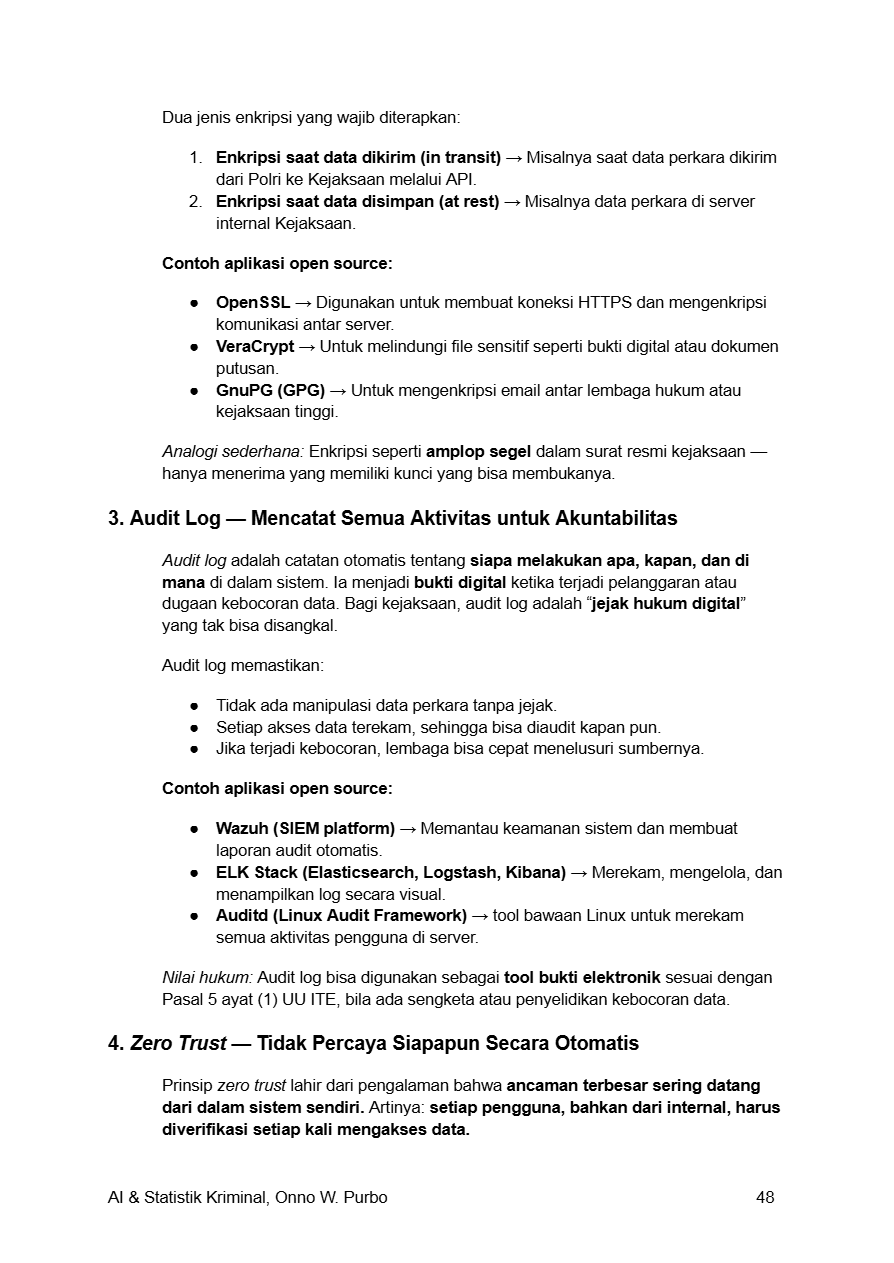 Dua jenis enkripsi yang wajib diterapkan:
1. Enkripsi saat data dikirim (in transit) → Misalnya saat data perkara dikirim
dari Polri ke Kejaksaan melalui API.
2. Enkripsi saat data disimpan (at rest) → Misalnya data perkara di server
internal Kejaksaan.
Contoh aplikasi open source:
● OpenSSL → Digunakan untuk membuat koneksi HTTPS dan mengenkripsi
komunikasi antar server.
● VeraCrypt → Untuk melindungi file sensitif seperti bukti digital atau dokumen
putusan.
● GnuPG (GPG) → Untuk mengenkripsi email antar lembaga hukum atau
kejaksaan tinggi.
Analogi sederhana: Enkripsi seperti amplop segel dalam surat resmi kejaksaan —
hanya menerima yang memiliki kunci yang bisa membukanya.
3. Audit Log — Mencatat Semua Aktivitas untuk Akuntabilitas
Audit log adalah catatan otomatis tentang siapa melakukan apa, kapan, dan di
mana di dalam sistem. Ia menjadi bukti digital ketika terjadi pelanggaran atau
dugaan kebocoran data. Bagi kejaksaan, audit log adalah “jejak hukum digital”
yang tak bisa disangkal.
Audit log memastikan:
● Tidak ada manipulasi data perkara tanpa jejak.
● Setiap akses data terekam, sehingga bisa diaudit kapan pun.
● Jika terjadi kebocoran, lembaga bisa cepat menelusuri sumbernya.
Contoh aplikasi open source:
● Wazuh (SIEM platform) → Memantau keamanan sistem dan membuat
laporan audit otomatis.
● ELK Stack (Elasticsearch, Logstash, Kibana) → Merekam, mengelola, dan
menampilkan log secara visual.
● Auditd (Linux Audit Framework) → tool bawaan Linux untuk merekam
semua aktivitas pengguna di server.
Nilai hukum: Audit log bisa digunakan sebagai tool bukti elektronik sesuai dengan
Pasal 5 ayat (1) UU ITE, bila ada sengketa atau penyelidikan kebocoran data.
4. Zero Trust — Tidak Percaya Siapapun Secara Otomatis
Prinsip zero trust lahir dari pengalaman bahwa ancaman terbesar sering datang
dari dalam sistem sendiri. Artinya: setiap pengguna, bahkan dari internal, harus
diverifikasi setiap kali mengakses data.
AI & Statistik Kriminal, Onno W. Purbo 48